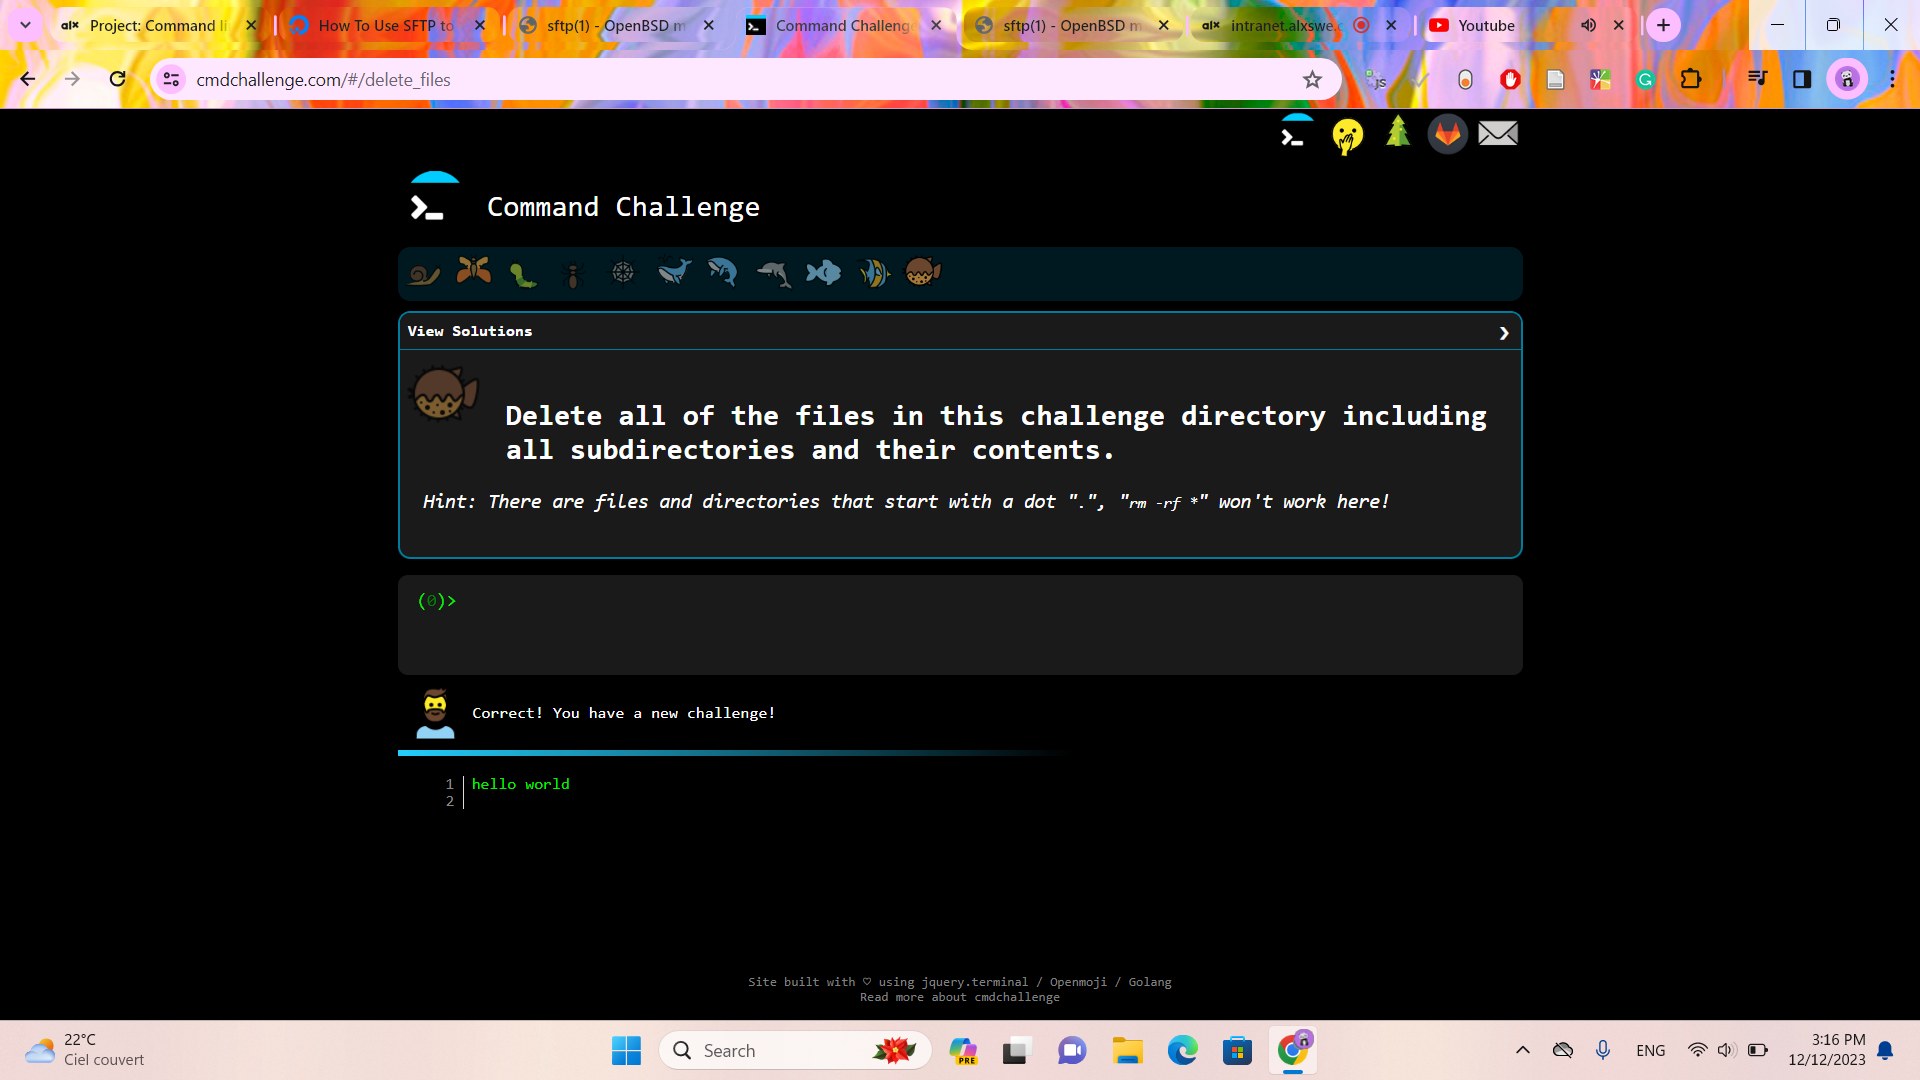 Project: Command li
How To Use SFTP to
sftp(1) - OpenBSD m
Command Challenge
sftp(1) - OpenBSD m
intranet.alxswe.c
Youtube
cmdchallenge.com/#/delete_files
Command Challenge
View Solutions
Delete all of the files in this challenge directory including
all subdirectories and their contents.
Hint: There are files and directories that start with a dot ".", "rm -rf *" won't work here!
(0)>
Correct! You have a new challenge!
1 hello world
2
Site built with ♡ using jquery.terminal / Openmoji / Golang
Read more about cmdchallenge
22°C
Ciel couvert
Search
PRE
ENG
3:16 PM
12/12/2023